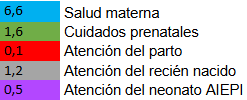 6,6 Salud materna
1,6 Cuidados prenatales
0,1 Atención del parto
1,2 Atención del recién nacido
0,5 Atención del neonato AIEPI